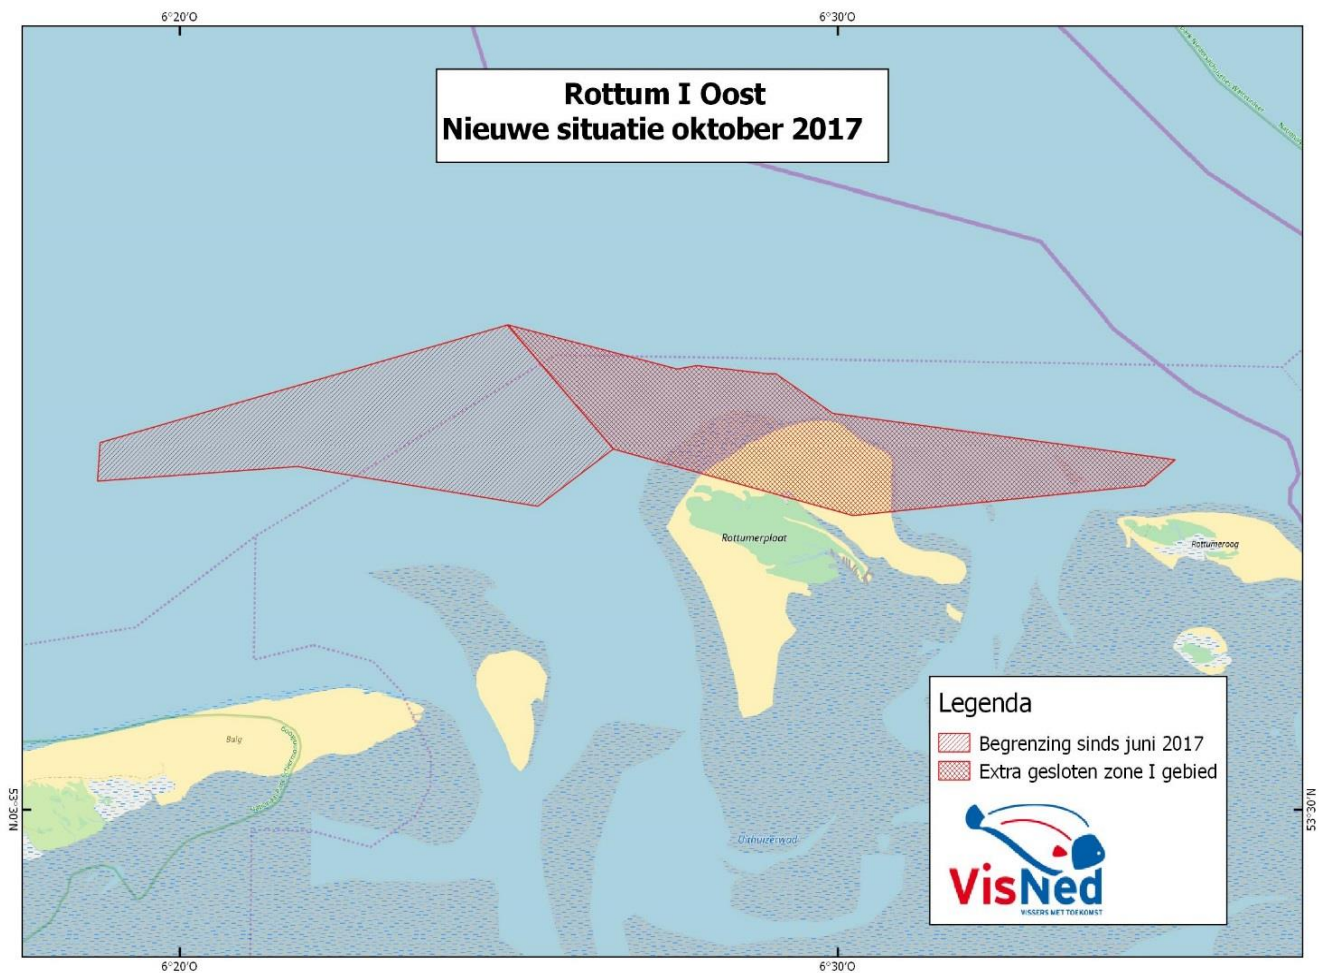 6°20'O
6°30'O
Rottum I Oost
Nieuwe situatie oktober 2017
Rottumerplaat
Rottumeroog
Legenda
Begrenzing sinds juni 2017
Extra gesloten zone I gebied
Balg
53°30'N
53°30'N
Uithuizerwad
VisNed
VISSERS MET TOEKOMST
6°20'O
6°30'O